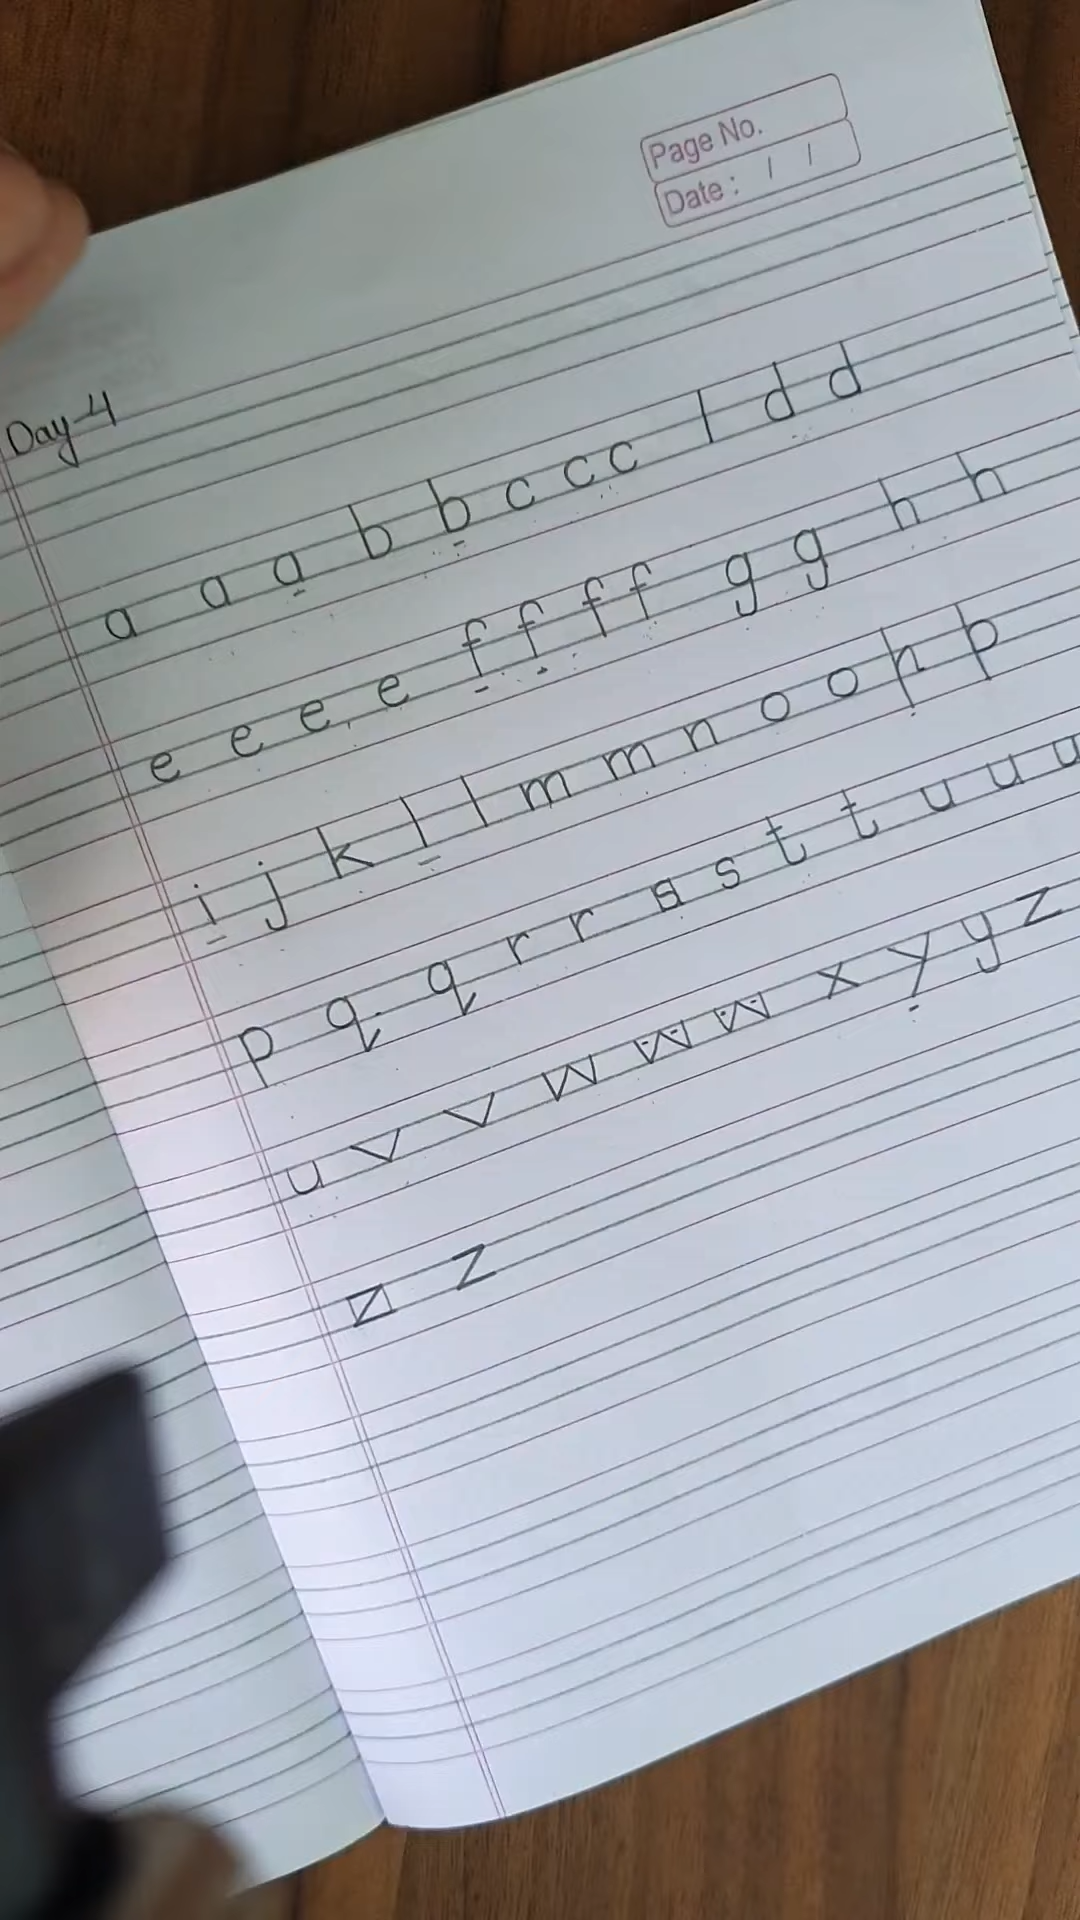 Page No.
Date : / /
Day-4
a a a b b c c c l d d
e e e e f f f f g g h h
i j k l l m m n o o h p
p q q r r s s t t u u u
u v v w w w x y y z
z z